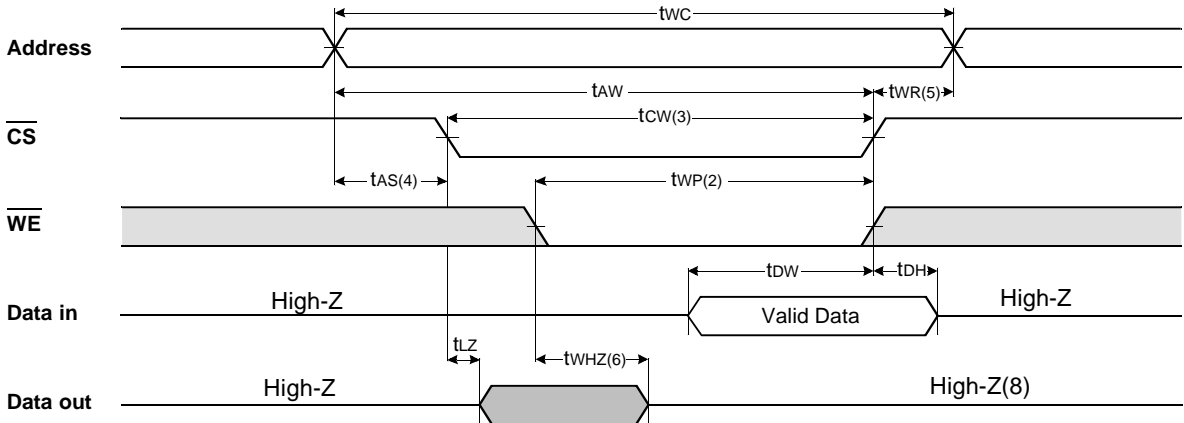 tWC
Address
tAW
tWR(5)
tCW(3)
CS
tAS(4)
tWP(2)
WE
tDW
tDH
High-Z
High-Z
Data in
Valid Data
tLZ
tWHZ(6)
High-Z
High-Z(8)
Data out